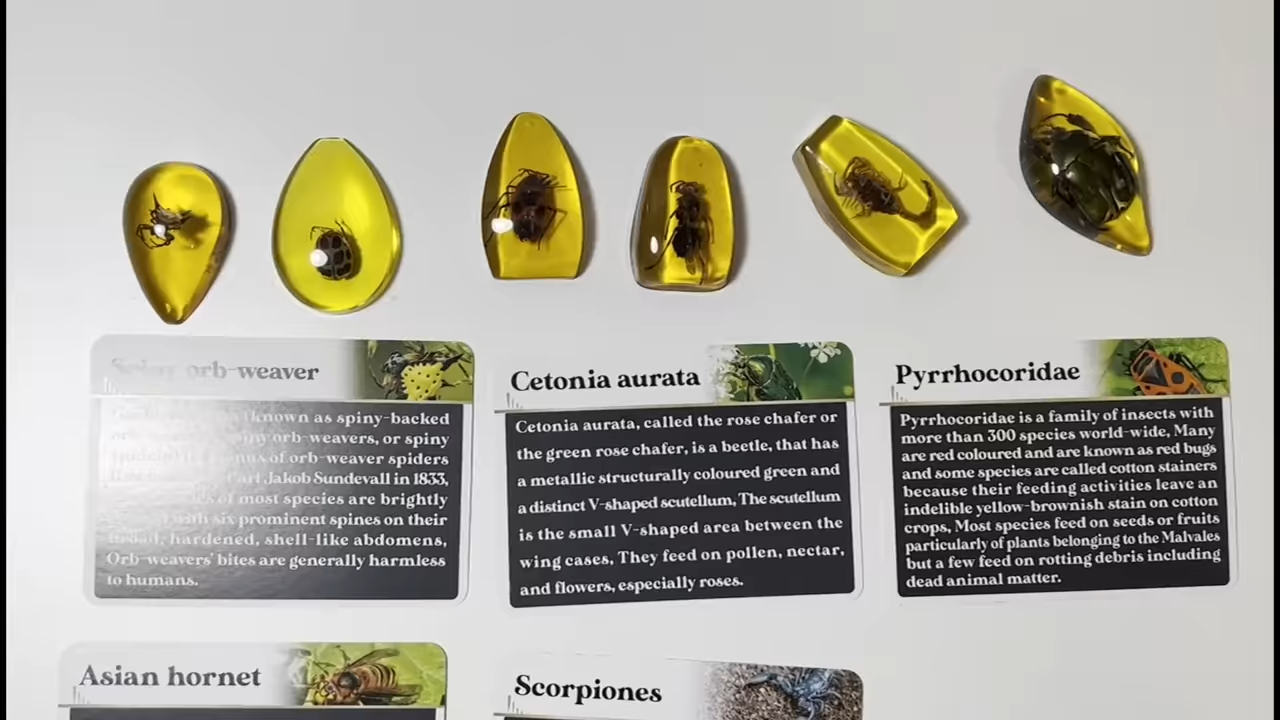 Spiny orb-weaver
known as spiny-backed
orb-weavers, or spiny
of orb-weaver spiders
Carl Jakob Sundevall in 1833,
of most species are brightly
with six prominent spines on their
broad, hardened, shell-like abdomens,
Orb-weavers' bites are generally harmless
to humans.
Cetonia aurata
Cetonia aurata, called the rose chafer or
the green rose chafer, is a beetle, that has
a metallic structurally coloured green and
a distinct V-shaped scutellum, The scutellum
is the small V-shaped area between the
wing cases, They feed on pollen, nectar,
and flowers, especially roses.
Pyrrhocoridae
Pyrrhocoridae is a family of insects with
more than 300 species world-wide, Many
are red coloured and are known as red bugs
and some species are called cotton stainers
because their feeding activities leave an
indelible yellow-brownish stain on cotton
crops, Most species feed on seeds or fruits
particularly of plants belonging to the Malvales
but a few feed on rotting debris including
dead animal matter.
Asian hornet
Scorpiones